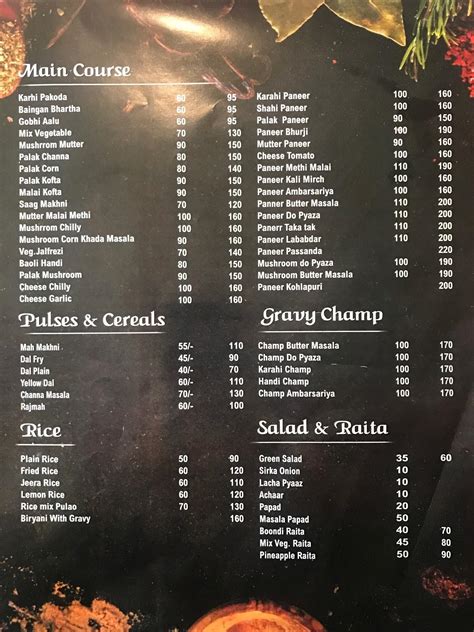 Main Course
Karhi Pakoda 60 95
Baingan Bhartha 60 95
Gobhi Aalu 60 95
Mix Vegetable 70 130
Mushrrom Mutter 90 150
Palak Channa 80 140
Palak Corn 80 140
Palak Kofta 90 150
Malai Kofta 90 160
Saag Makhni 70 130
Mutter Malai Methi 100 160
Mushrrom Chilly 100 160
Mushroom Corn Khada Masala 90 160
Veg.Jalfrezi 70 140
Baoli Handi 80 150
Palak Mushroom 90 150
Cheese Chilly 100 160
Cheese Garlic 100 160
Karahi Paneer 100 160
Shahi Paneer 100 160
Palak Paneer 90 150
Paneer Bhurji 100 190
Mutter Paneer 90 160
Cheese Tomato 100 160
Paneer Methi Malai 110 160
Paneer Kali Mirch 100 160
Paneer Ambarsariya 100 160
Panner Butter Masala 110 200
Paneer Do Pyaza 110 200
Panerr Taka tak 110 200
Paneer Lababdar 110 200
Paneer Passanda 220
Mushroom do Pyaza 100 190
Mushroom Butter Masala 100 190
Paneer Kohlapuri 200
Pulses & Cereals
Mah Makhni 55/- 100
Dal Fry 45/- 90
Dal Plain 40/- 70
Yellow Dal 60/- 100
Channa Masala 60/- 100
Rajmah 60/- 100
Gravy Champ
Champ Butter Masala 100 170
Champ Do Pyaza 100 170
Karahi Champ 100 170
Handi Champ 100 170
Champ Ambarsariya 100 170
Rice
Plain Rice 50 90
Fried Rice 60 120
Jeera Rice 60 110
Lemon Rice 60 120
Rice mix Pulao 70 130
Biryani With Gravy 160
Salad & Raita
Green Salad 35 60
Sirka Onion 10
Lacha Pyaaz 10
Achaar 10
Papad 20
Masala Papad 50
Boondi Raita 40 70
Mix Veg. Raita 45 80
Pineapple Raita 50 90